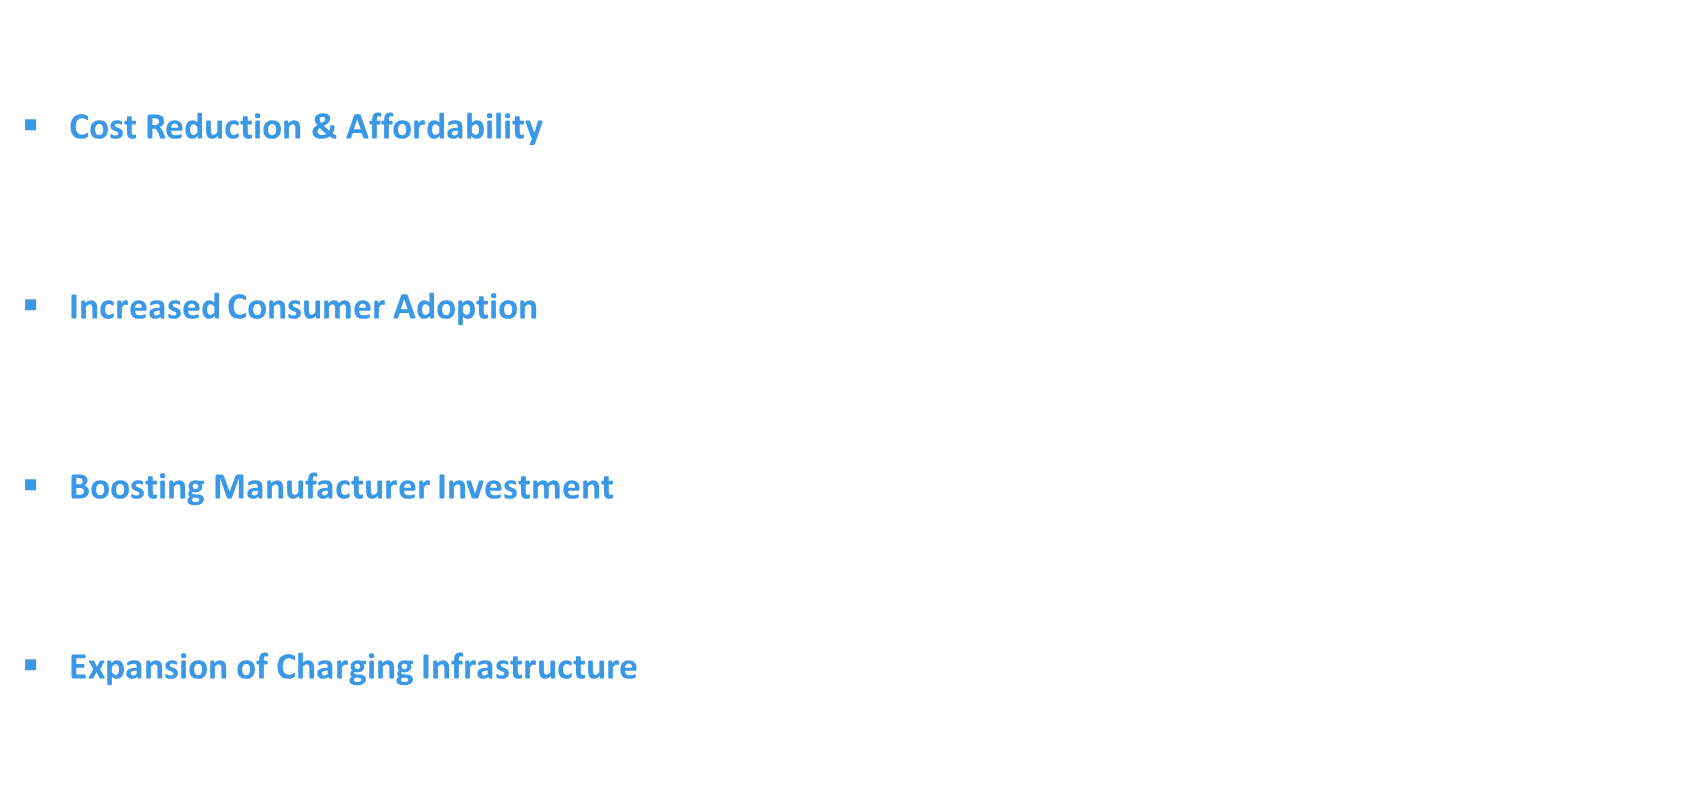 ▪ Cost Reduction & Affordability
▪ Increased Consumer Adoption
▪ Boosting Manufacturer Investment
▪ Expansion of Charging Infrastructure